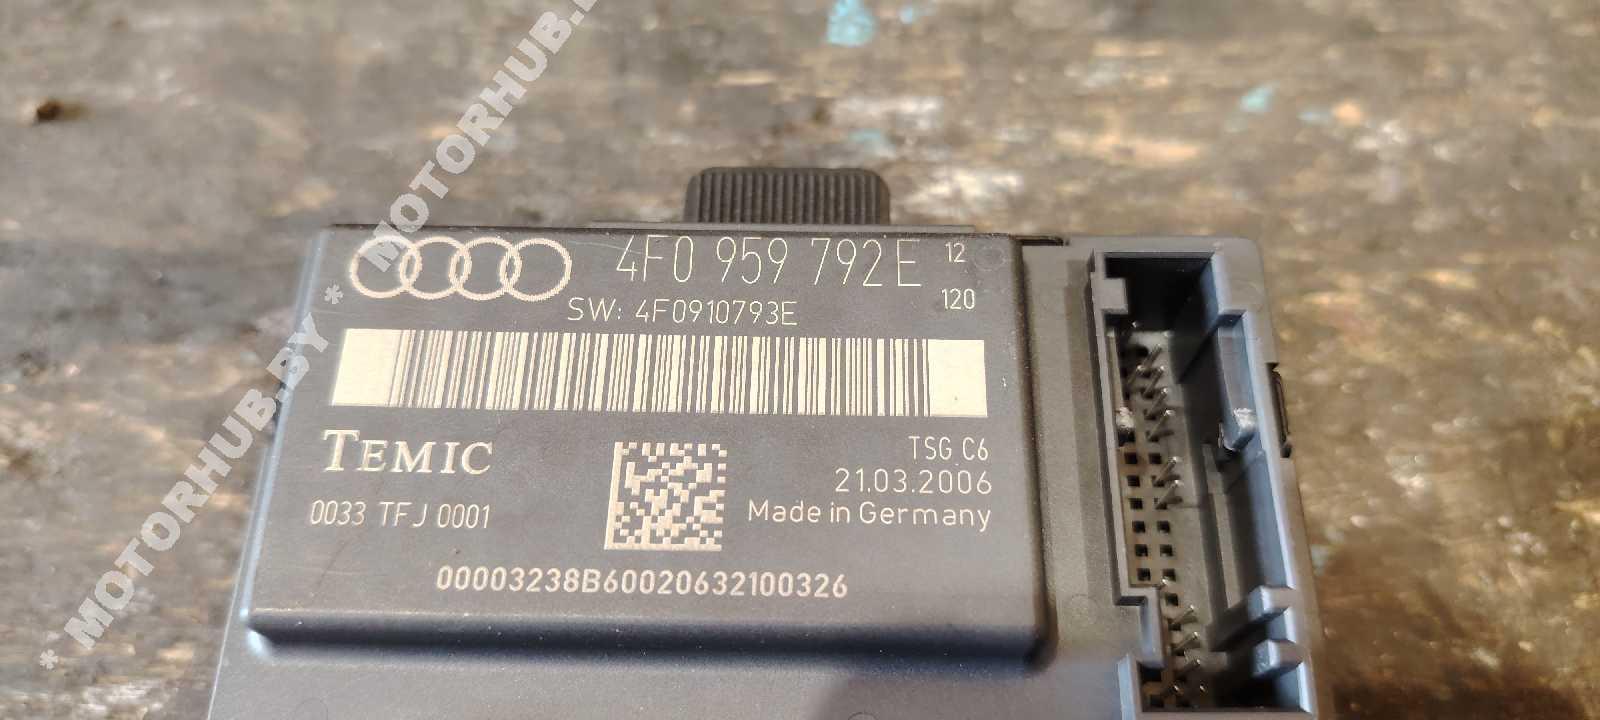 4F0 959 792E 12
SW: 4F0910793E 120
TEMIC
TSG C6
21.03.2006
0033 TFJ 0001
Made in Germany
00003238B60020632100326
* MOTORHUB.BY * MOTORHUB.